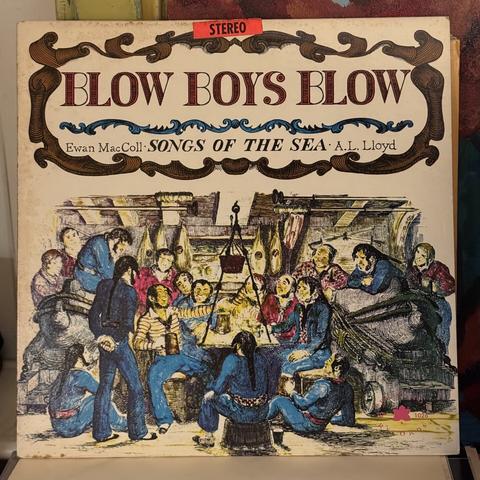 STEREO
BLOW BOYS BLOW
Ewan MacColl · SONGS OF THE SEA · A.L. Lloyd